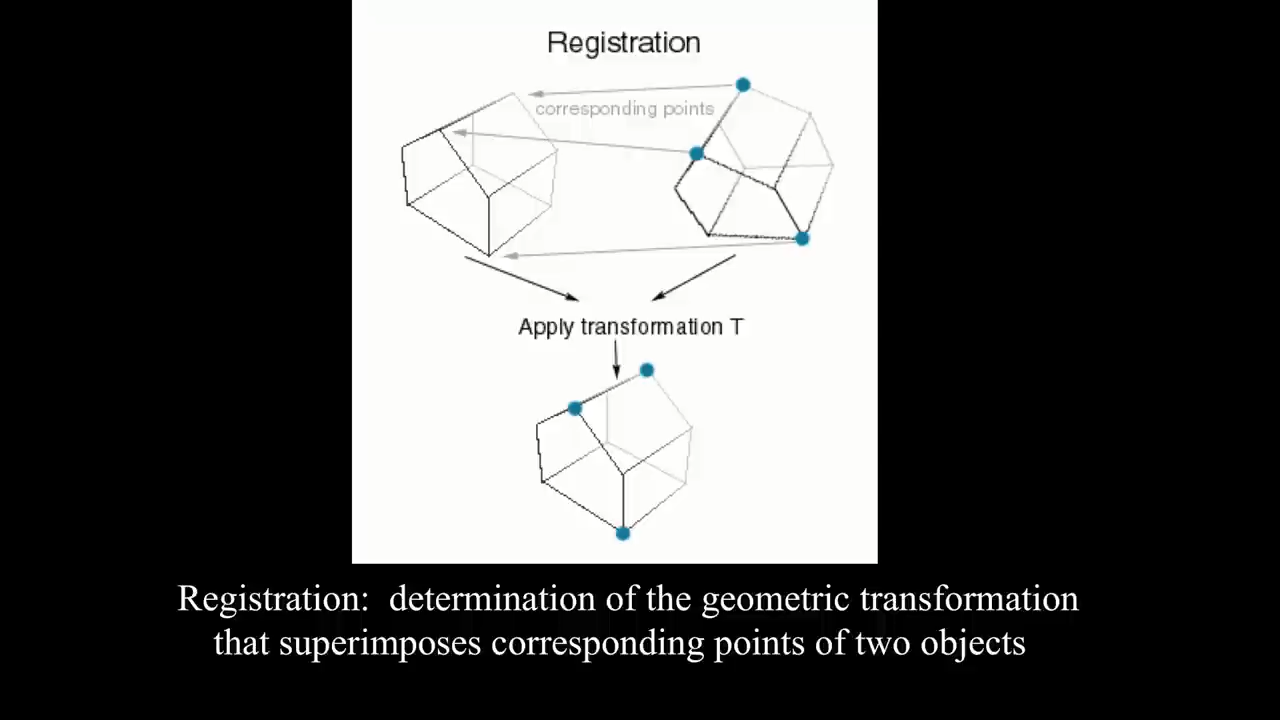 Registration
corresponding points
Apply transformation T
Registration: determination of the geometric transformation
that superimposes corresponding points of two objects